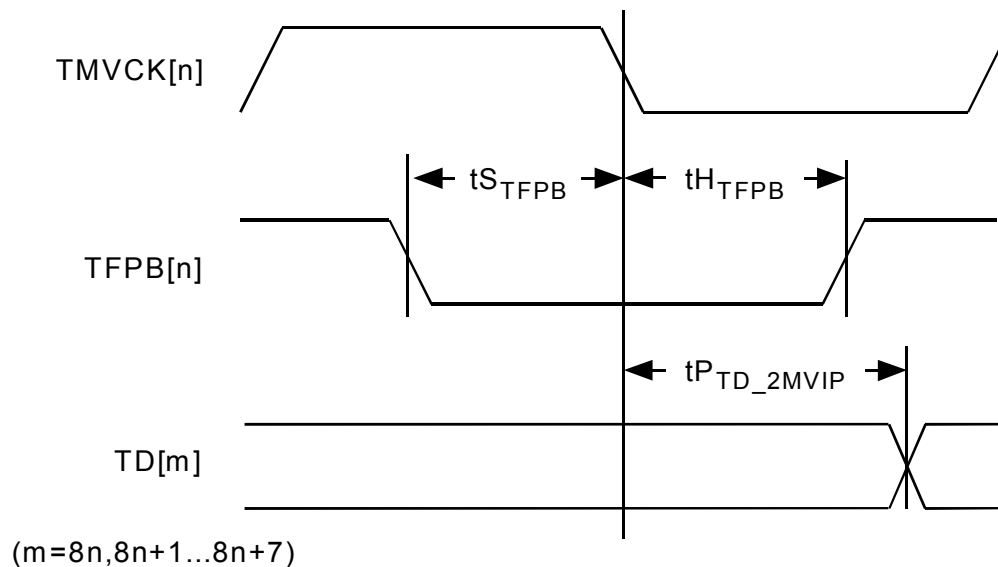 TMVCK[n]
tS_TFPB tH_TFPB
TFPB[n]
tP_TD_2MVIP
TD[m]
(m=8n,8n+1...8n+7)